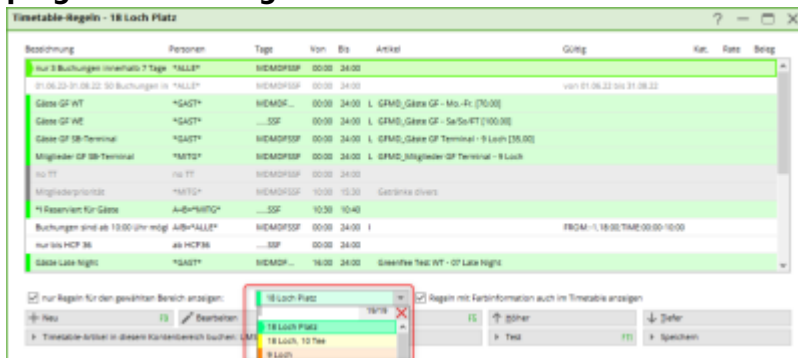 Timetable-Regeln - 18 Loch Platz
Bezeichnung Personen Tage Von Bis Artikel Gültig Kat. Rate Beleg
nur 3 Buchungen innerhalb 7 Tage *ALLE* MDMDFSSF 00:00 24:00
01.06.22-31.08.22: 50 Buchungen in *ALLE* MDMDFSSF 00:00 24:00 von 01.06.22 bis 31.08.22
Gäste GF WT *GAST* MDMDF... 00:00 24:00 L GFMD_Gäste GF - Mo.-Fr. [70.00]
Gäste GF WE *GAST* ....SSF 00:00 24:00 L GFMD_Gäste GF - Sa/So/FT [100.00]
Gäste GF SB-Terminal *GAST* MDMDFSSF 00:00 24:00 L GFMD_Gäste GF Terminal - 9 Loch [35.00]
Mitglieder GF SB-Terminal *MITG* MDMDFSSF 00:00 24:00 L GFMD_Mitglieder GF Terminal - 9 Loch
no TT no TT MDMDFSSF 00:00 24:00
Mitgliederpriorität *MITG* MDMDFSSF 10:00 15:30 Getränke divers
*! Reserviert für Gäste A=B=*MITG* ....SSF 10:30 10:40
Buchungen sind ab 10:00 Uhr mögl A/B=*ALLE* MDMDFSSF 00:00 24:00 ! FROM:-1,18:00;TIME:00:00-10:00
nur bis HCP 36 ab HCP36 ....SSF 00:00 24:00
Gäste Late Night *GAST* MDMDF... 16:00 24:00 Greenfee Test WT - 07 Late Night
nur Regeln für den gewählten Bereich anzeigen: 18 Loch Platz Regeln mit Farbinformation auch im Timetable anzeigen
Neu Bearbeiten 19/19 Höher Tiefer
18 Loch Platz
Timetable-Artikel in diesem Kontenbereich buchen: 18 Loch, 10 Tee Test Speichern
9 Loch